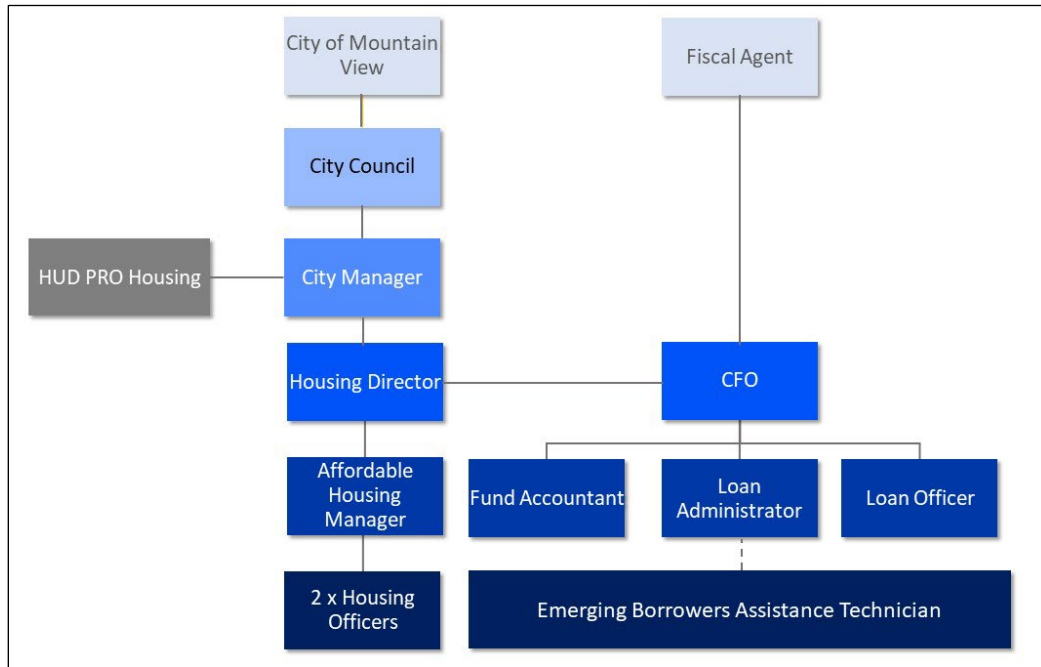 City of Mountain
View
Fiscal Agent
City Council
HUD PRO Housing
City Manager
Housing Director
CFO
Affordable
Housing
Manager
Fund Accountant
Loan
Administrator
Loan Officer
2 x Housing
Officers
Emerging Borrowers Assistance Technician